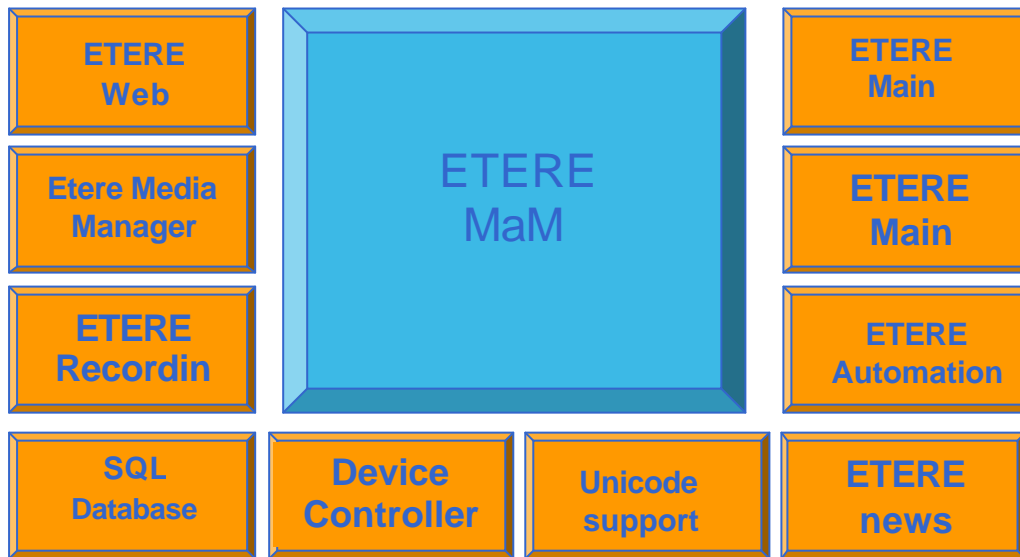 ETERE
Web
ETERE
MaM
ETERE
Main
Etere Media
Manager
ETERE
Main
ETERE
Recordin
ETERE
Automation
SQL
Database
Device
Controller
Unicode
support
ETERE
news